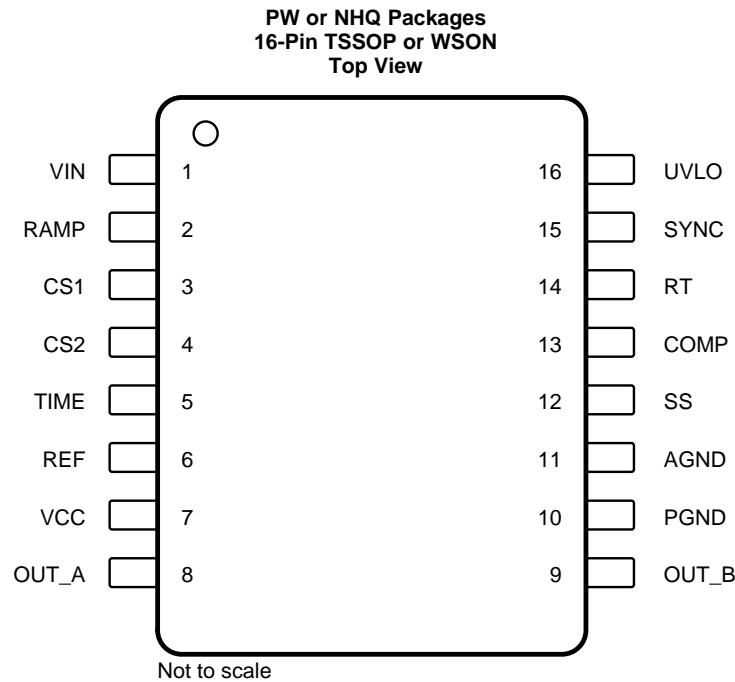 PW or NHQ Packages
16-Pin TSSOP or WSON
Top View
VIN 1 16 UVLO
RAMP 2 15 SYNC
CS1 3 14 RT
CS2 4 13 COMP
TIME 5 12 SS
REF 6 11 AGND
VCC 7 10 PGND
OUT_A 8 9 OUT_B
Not to scale